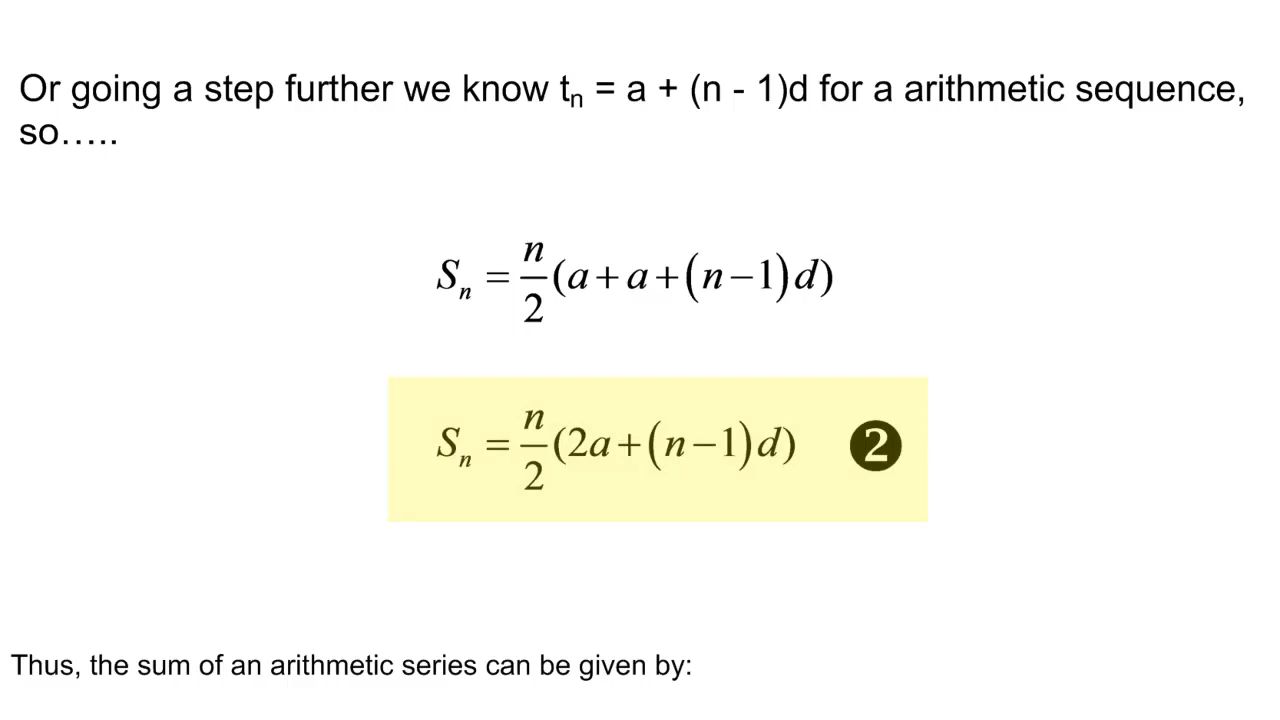 Or going a step further we know tₙ = a + (n - 1)d for a arithmetic sequence,
so…..
Sₙ = n/2 (a + a + (n − 1)d)
Sₙ = n/2 (2a + (n − 1)d) ❷
Thus, the sum of an arithmetic series can be given by: